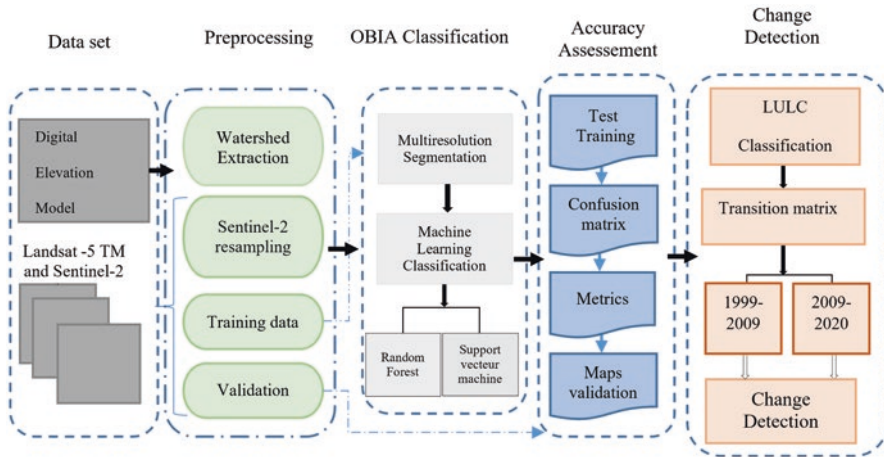 Data set
Preprocessing
OBIA Classification
Accuracy
Assessement
Change
Detection
Digital
Elevation
Model
Landsat -5 TM
and Sentinel-2
Watershed
Extraction
Sentinel-2
resampling
Training data
Validation
Multiresolution
Segmentation
Machine
Learning
Classification
Random
Forest
Support
vecteur
machine
Test
Training
Confusion
matrix
Metrics
Maps
validation
LULC
Classification
Transition matrix
1999-
2009
2009-
2020
Change
Detection